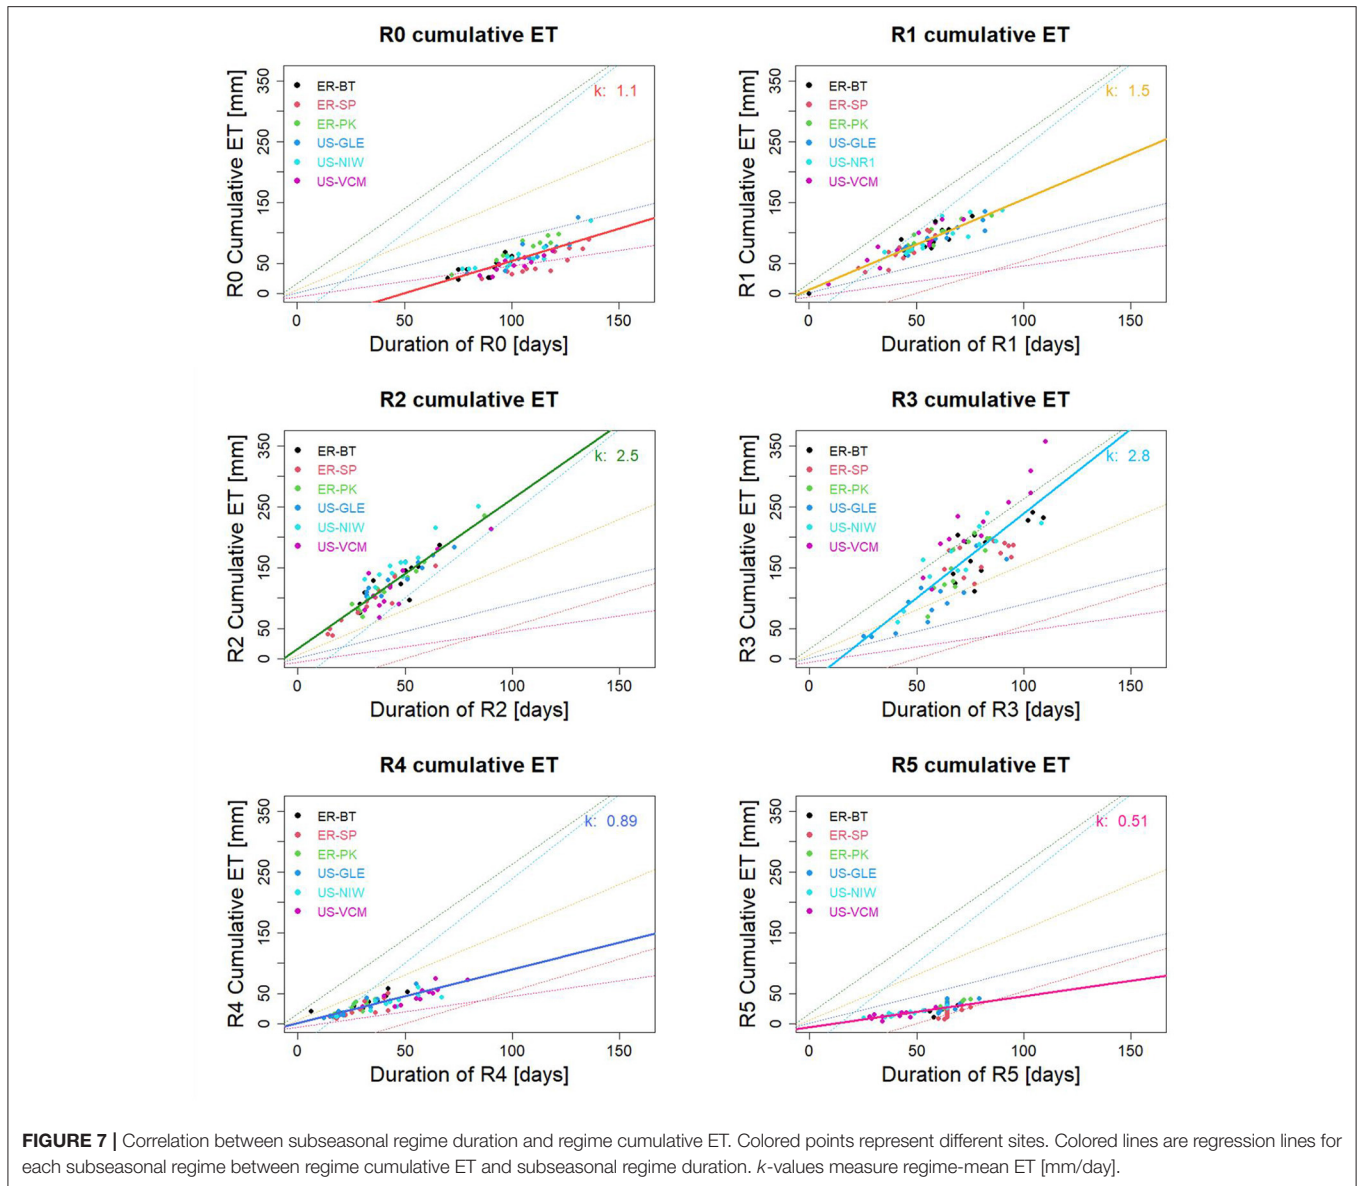 R0 cumulative ET
R0 Cumulative ET [mm]
350
250
150
50
0
ER-BT
ER-SP
ER-PK
US-GLE
US-NIW
US-VCM
k: 1.1
0 50 100 150
Duration of R0 [days]
R1 cumulative ET
R1 Cumulative ET [mm]
350
250
150
50
0
ER-BT
ER-SP
ER-PK
US-GLE
US-NR1
US-VCM
k: 1.5
0 50 100 150
Duration of R1 [days]
R2 cumulative ET
R2 Cumulative ET [mm]
350
250
150
50
0
ER-BT
ER-SP
ER-PK
US-GLE
US-NIW
US-VCM
k: 2.5
0 50 100 150
Duration of R2 [days]
R3 cumulative ET
R3 Cumulative ET [mm]
350
250
150
50
0
ER-BT
ER-SP
ER-PK
US-GLE
US-NIW
US-VCM
k: 2.8
0 50 100 150
Duration of R3 [days]
R4 cumulative ET
R4 Cumulative ET [mm]
350
250
150
50
0
ER-BT
ER-SP
ER-PK
US-GLE
US-NIW
US-VCM
k: 0.89
0 50 100 150
Duration of R4 [days]
R5 cumulative ET
R5 Cumulative ET [mm]
350
250
150
50
0
ER-BT
ER-SP
ER-PK
US-GLE
US-NIW
US-VCM
k: 0.51
0 50 100 150
Duration of R5 [days]
FIGURE 7 | Correlation between subseasonal regime duration and regime cumulative ET. Colored points represent different sites. Colored lines are regression lines for
each subseasonal regime between regime cumulative ET and subseasonal regime duration. k-values measure regime-mean ET [mm/day].